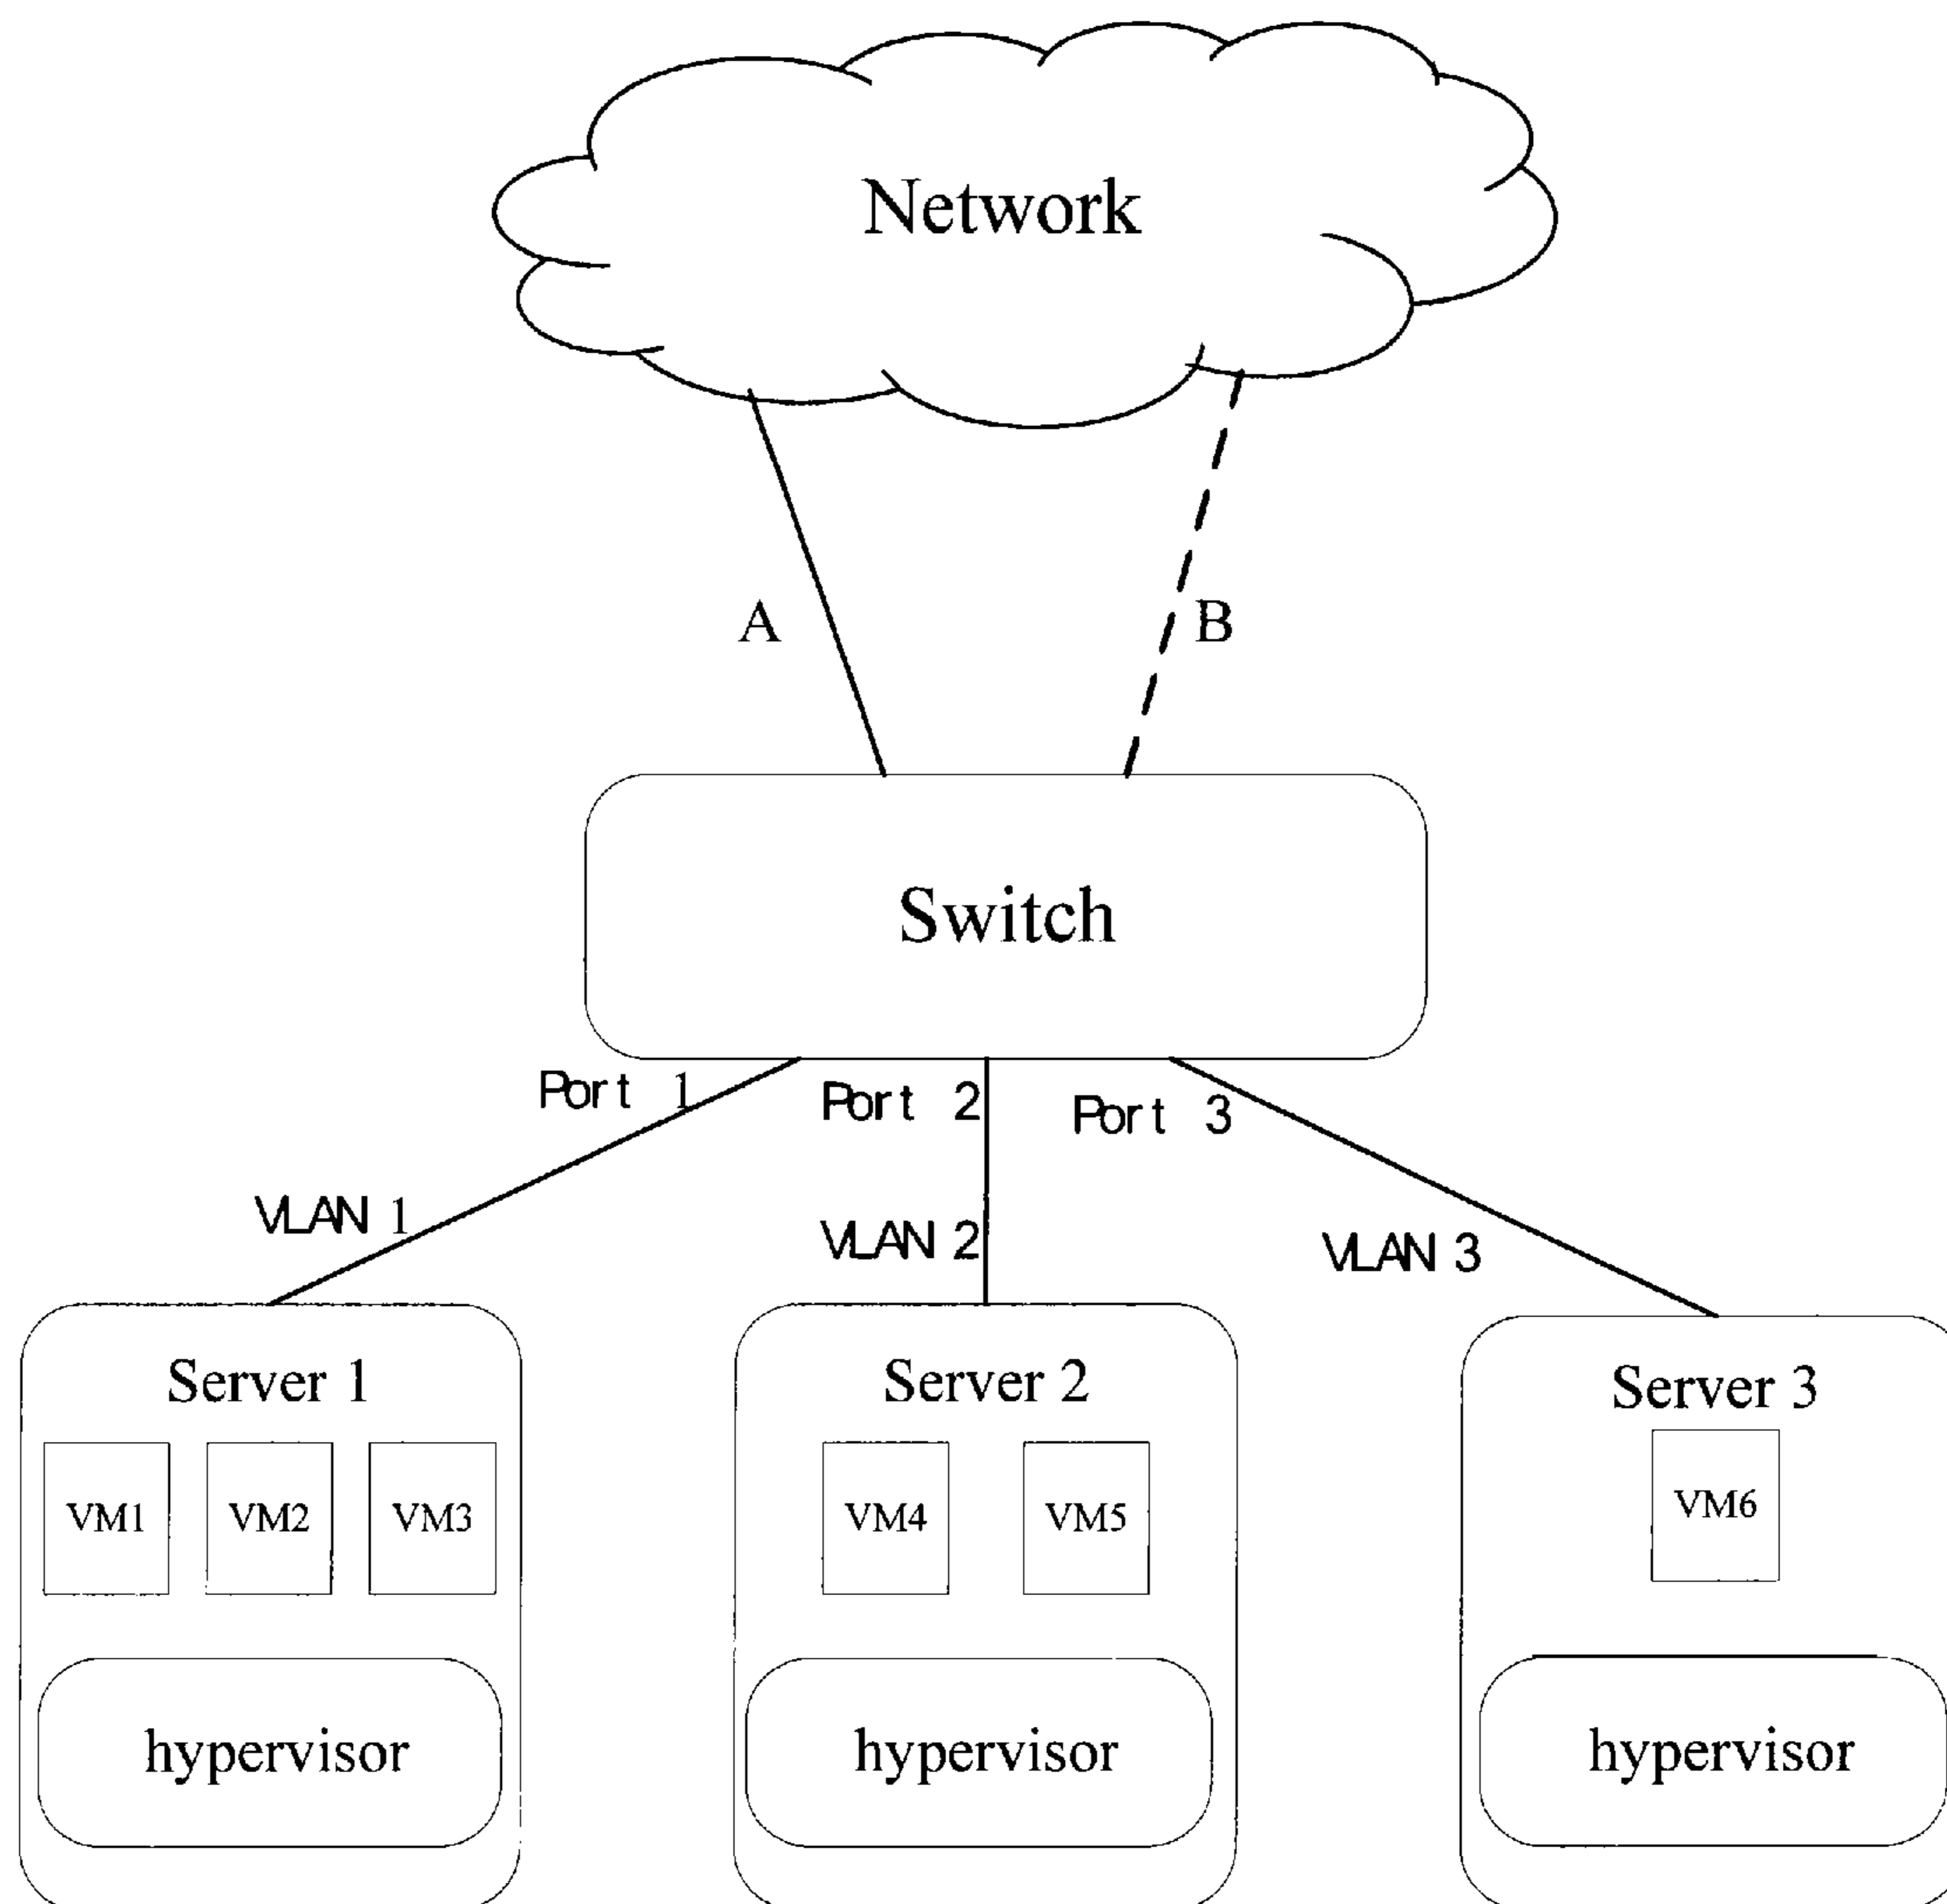 Network
A
B
Switch
Port 1
Port 2
Port 3
VLAN 1
VLAN 2
VLAN 3
Server 1
Server 2
Server 3
VM1
VM2
VM3
VM4
VM5
VM6
hypervisor
hypervisor
hypervisor